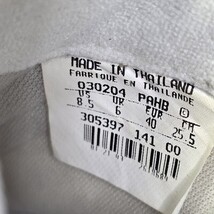 MADE IN THAILAND
FABRIQUE EN THAILANDE
030204 PAHB
US UK EUR CM
8.5 6 40 25.5
305397 141 00